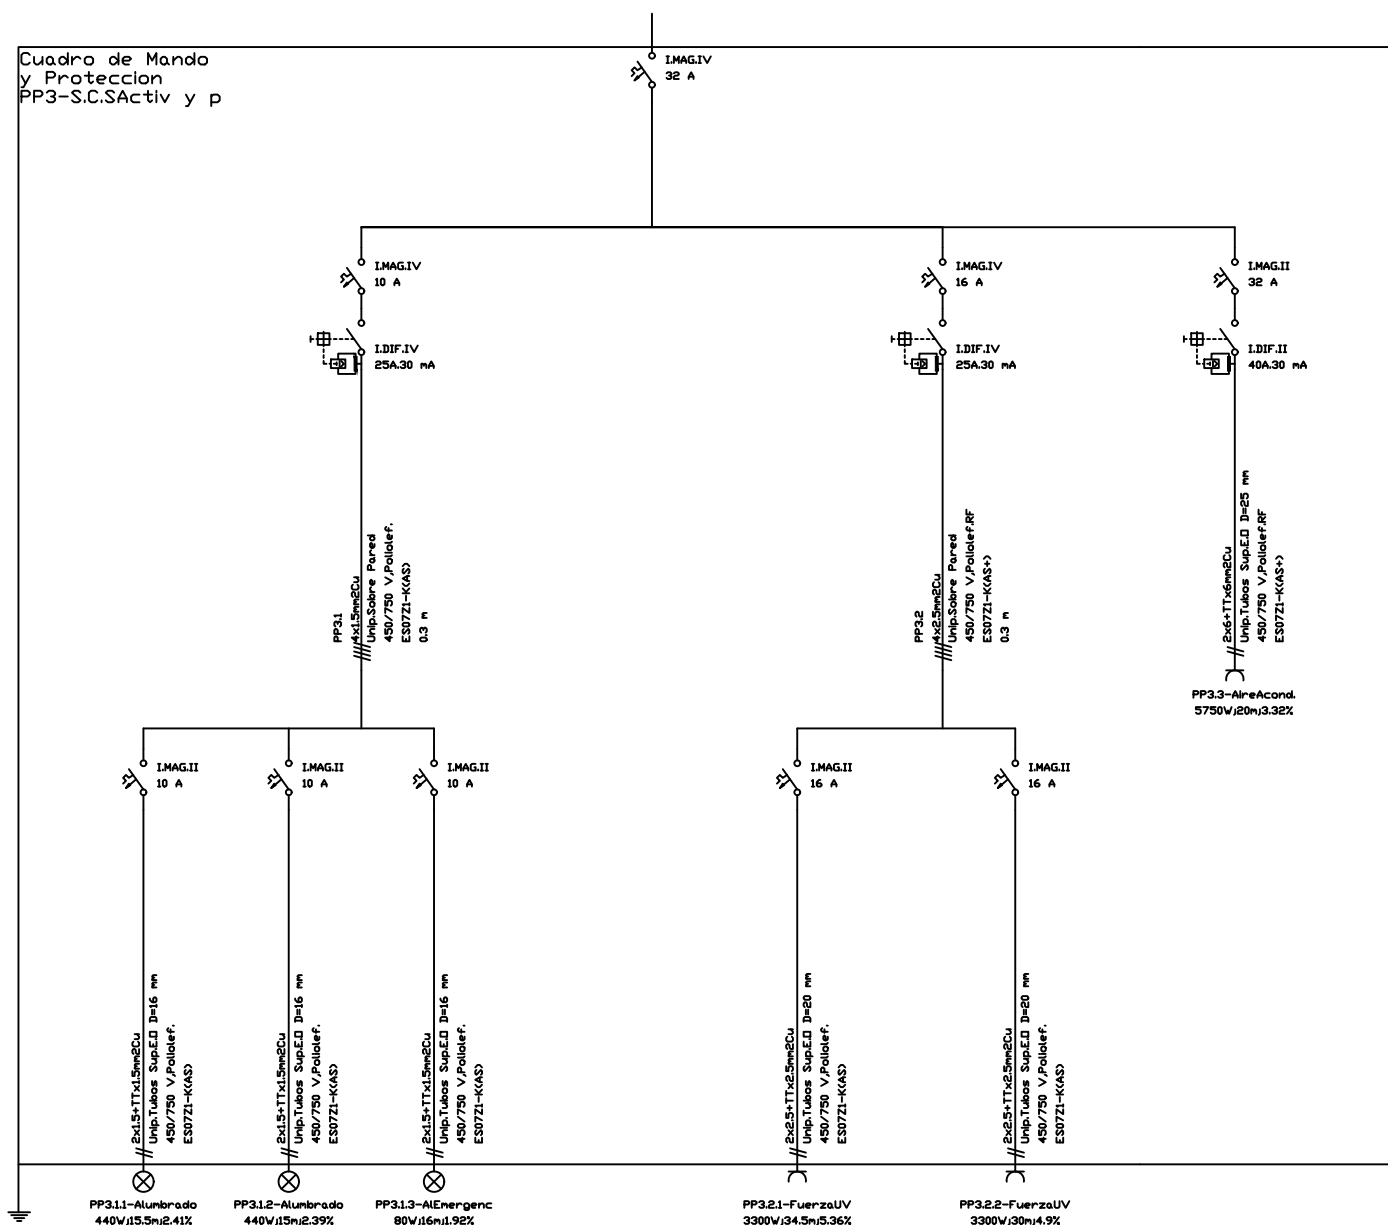 Cuadro de Mando
y Proteccion
PP3-S.C.SActiv y p
I.MAG.IV
32 A
I.MAG.IV
10 A
I.DIF.IV
25A.30 mA
I.MAG.IV
16 A
I.DIF.IV
25A.30 mA
I.MAG.II
32 A
I.DIF.II
40A.30 mA
PP3.1
4x1.5mm2Cu
Unip.Sobre Pared
450/750 V,Poliolef.
ES07Z1-K(AS)
0.3 m
PP3.2
4x2.5mm2Cu
Unip.Sobre Pared
450/750 V,Poliolef.RF
ES07Z1-K(AS+)
0.3 m
2x6+TTx6mm2Cu
Unip.Tubos Sup.E.O D=25 mm
450/750 V,Poliolef.RF
ES07Z1-K(AS+)
PP3.3-AireAcond.
5750W;20m;3.32%
I.MAG.II
10 A
I.MAG.II
10 A
I.MAG.II
10 A
I.MAG.II
16 A
I.MAG.II
16 A
2x1.5+TTx1.5mm2Cu
Unip.Tubos Sup.E.O D=16 mm
450/750 V,Poliolef.
ES07Z1-K(AS)
2x1.5+TTx1.5mm2Cu
Unip.Tubos Sup.E.O D=16 mm
450/750 V,Poliolef.
ES07Z1-K(AS)
2x1.5+TTx1.5mm2Cu
Unip.Tubos Sup.E.O D=16 mm
450/750 V,Poliolef.
ES07Z1-K(AS)
2x2.5+TTx2.5mm2Cu
Unip.Tubos Sup.E.O D=20 mm
450/750 V,Poliolef.
ES07Z1-K(AS)
2x2.5+TTx2.5mm2Cu
Unip.Tubos Sup.E.O D=20 mm
450/750 V,Poliolef.
ES07Z1-K(AS)
PP3.1.1-Alumbrado
440W;15.5m;2.41%
PP3.1.2-Alumbrado
440W;15m;2.39%
PP3.1.3-AlEmergenc
80W;16m;1.92%
PP3.2.1-FuerzaUV
3300W;34.5m;5.36%
PP3.2.2-FuerzaUV
3300W;30m;4.9%